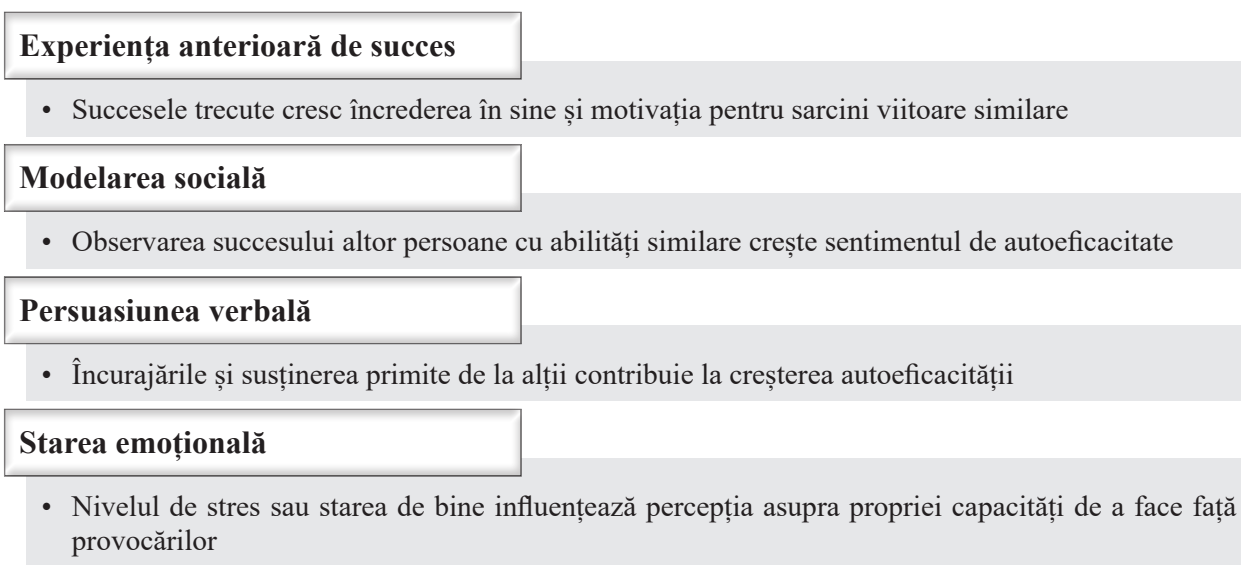 Experiența anterioară de succes
• Succesele trecute cresc încrederea în sine și motivația pentru sarcini viitoare similare
Modelarea socială
• Observarea succesului altor persoane cu abilități similare crește sentimentul de autoeficacitate
Persuasiunea verbală
• Încurajările și susținerea primite de la alții contribuie la creșterea autoeficacității
Starea emoțională
• Nivelul de stres sau starea de bine influențează percepția asupra propriei capacități de a face față
provocărilor